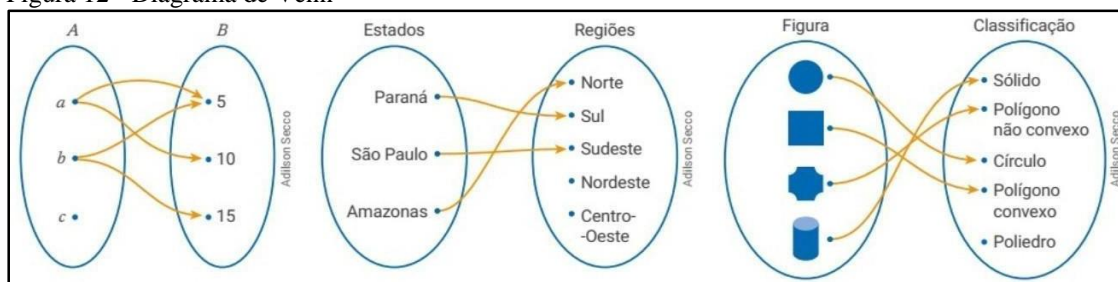 Figura 12 - Diagrama de Venn
A
B
a
b
c
5
10
15
Adilson Secco
Estados
Regiões
Paraná
São Paulo
Amazonas
Norte
Sul
Sudeste
Nordeste
Centro-
-Oeste
Adilson Secco
Figura
Classificação
Sólido
Polígono
não convexo
Círculo
Polígono
convexo
Poliedro
Adilson Secco